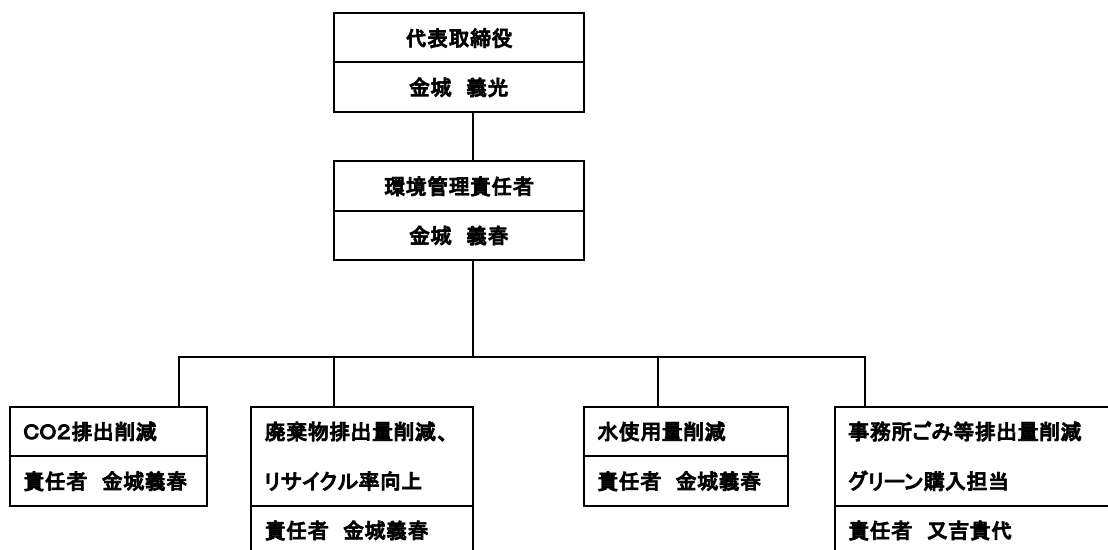 代表取締役
金城 義光
環境管理責任者
金城 義春
CO2排出削減
責任者 金城義春
廃棄物排出量削減、
リサイクル率向上
責任者 金城義春
水使用量削減
責任者 金城義春
事務所ごみ等排出量削減
グリーン購入担当
責任者 又吉貴代